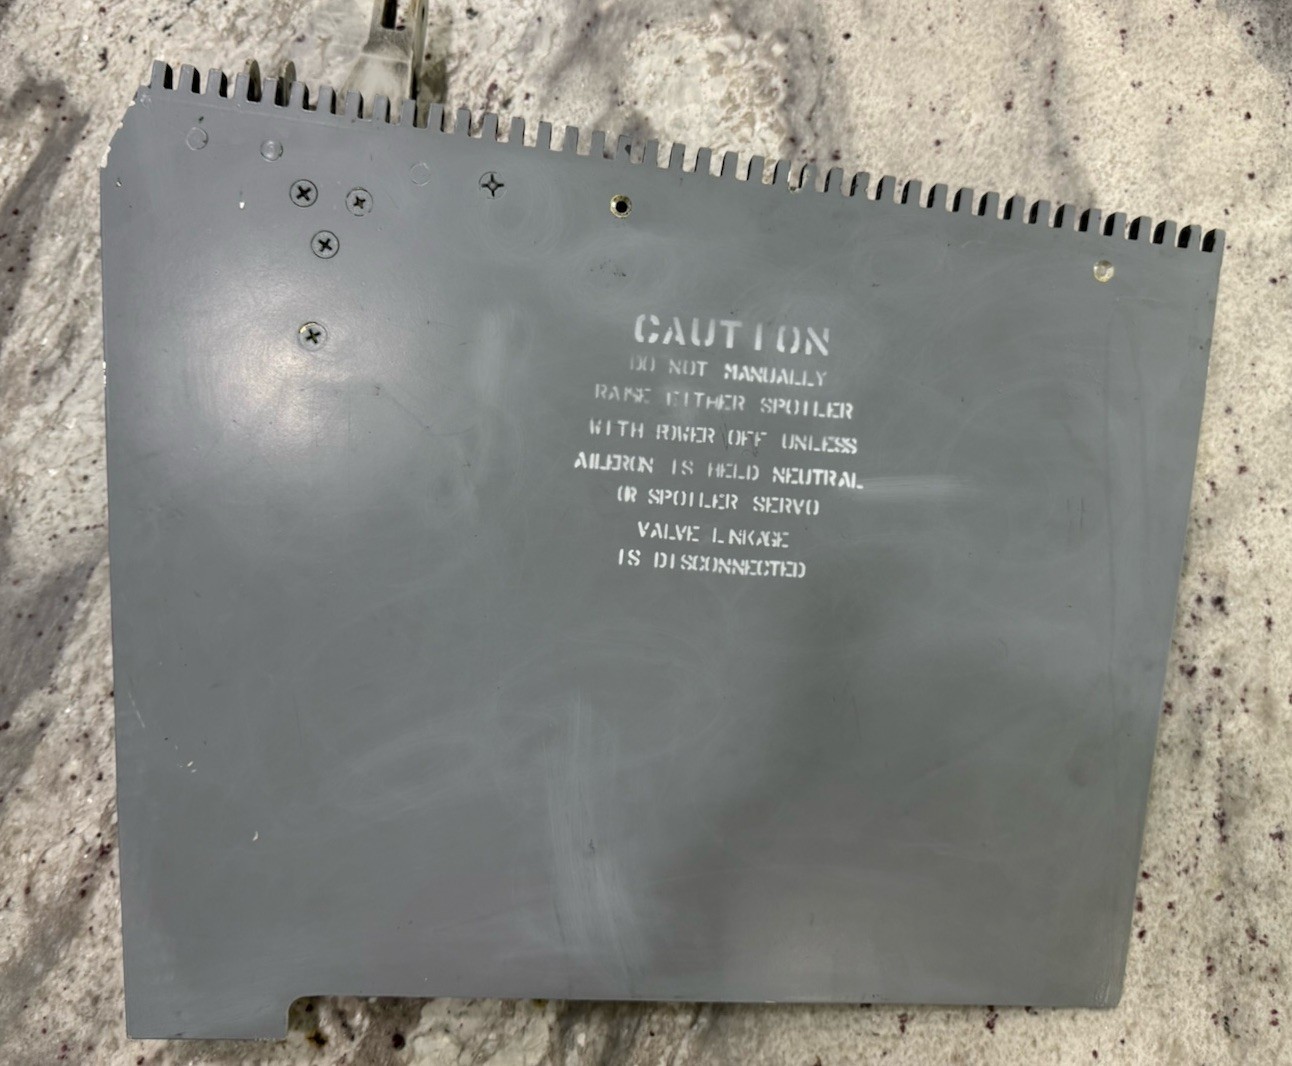 CAUTION
DO NOT MANUALLY
RAISE EITHER SPOILER
WITH POWER OFF UNLESS
AILERON IS HELD NEUTRAL
OR SPOILER SERVO
VALVE LINKAGE
IS DISCONNECTED